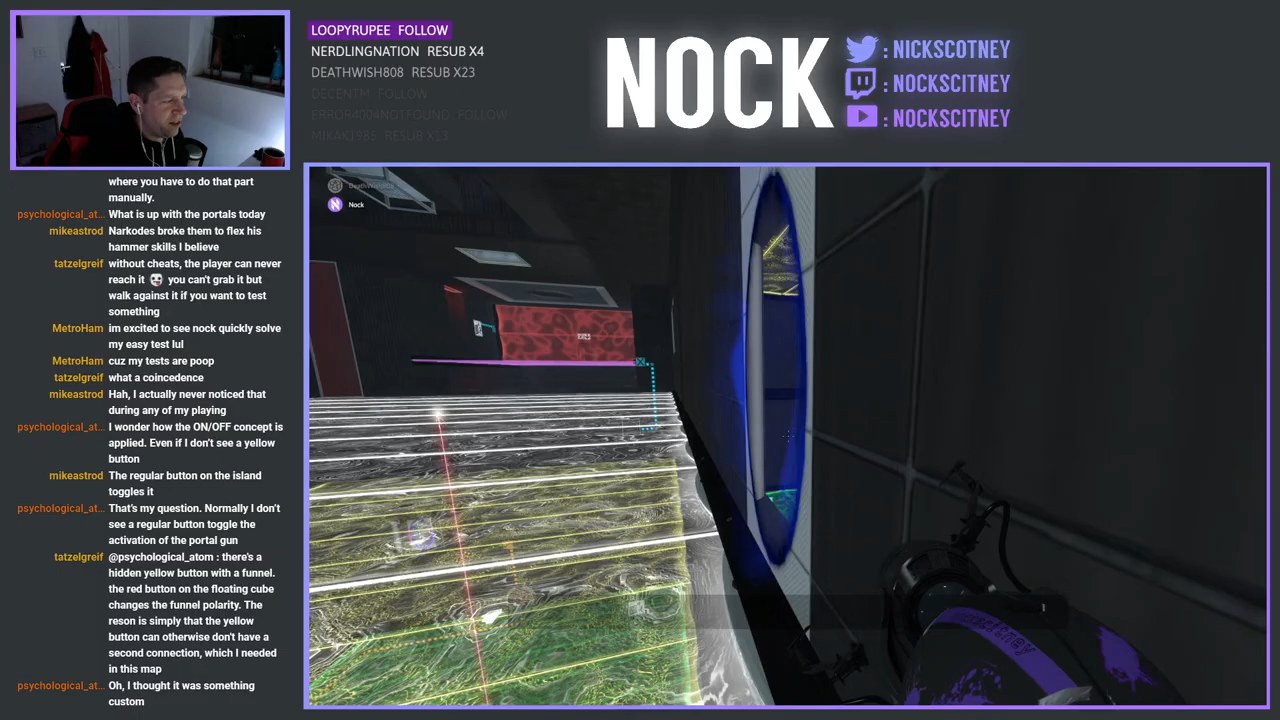 LOOPYRUPEE FOLLOW
NERDLINGNATION RESUB X4
DEATHWISH808 RESUB X23
DECENTM FOLLOW
ERROR4004NOTFOUND FOLLOW
MIKAK1985 RESUB X13
NOCK
: NICKSCOTNEY
: NOCKSCITNEY
: NOCKSCITNEY
where you have to do that part
manually.
psychological_at... What is up with the portals today
mikeastrod Narkodes broke them to flex his
hammer skills I believe
tatzelgreif without cheats, the player can never
reach it you can't grab it but
walk against it if you want to test
something
MetroHam im excited to see nock quickly solve
my easy test lul
MetroHam cuz my tests are poop
tatzelgreif what a coincedence
mikeastrod Hah, I actually never noticed that
during any of my playing
psychological_at... I wonder how the ON/OFF concept is
applied. Even if I don't see a yellow
button
mikeastrod The regular button on the island
toggles it
psychological_at... That's my question. Normally I don't
see a regular button toggle the
activation of the portal gun
tatzelgreif @psychological_atom : there's a
hidden yellow button with a funnel.
the red button on the floating cube
changes the funnel polarity. The
reson is simply that the yellow
button can otherwise don't have a
second connection, which I needed
in this map
psychological_at... Oh, I thought it was something
custom
DeathWish808
Nock